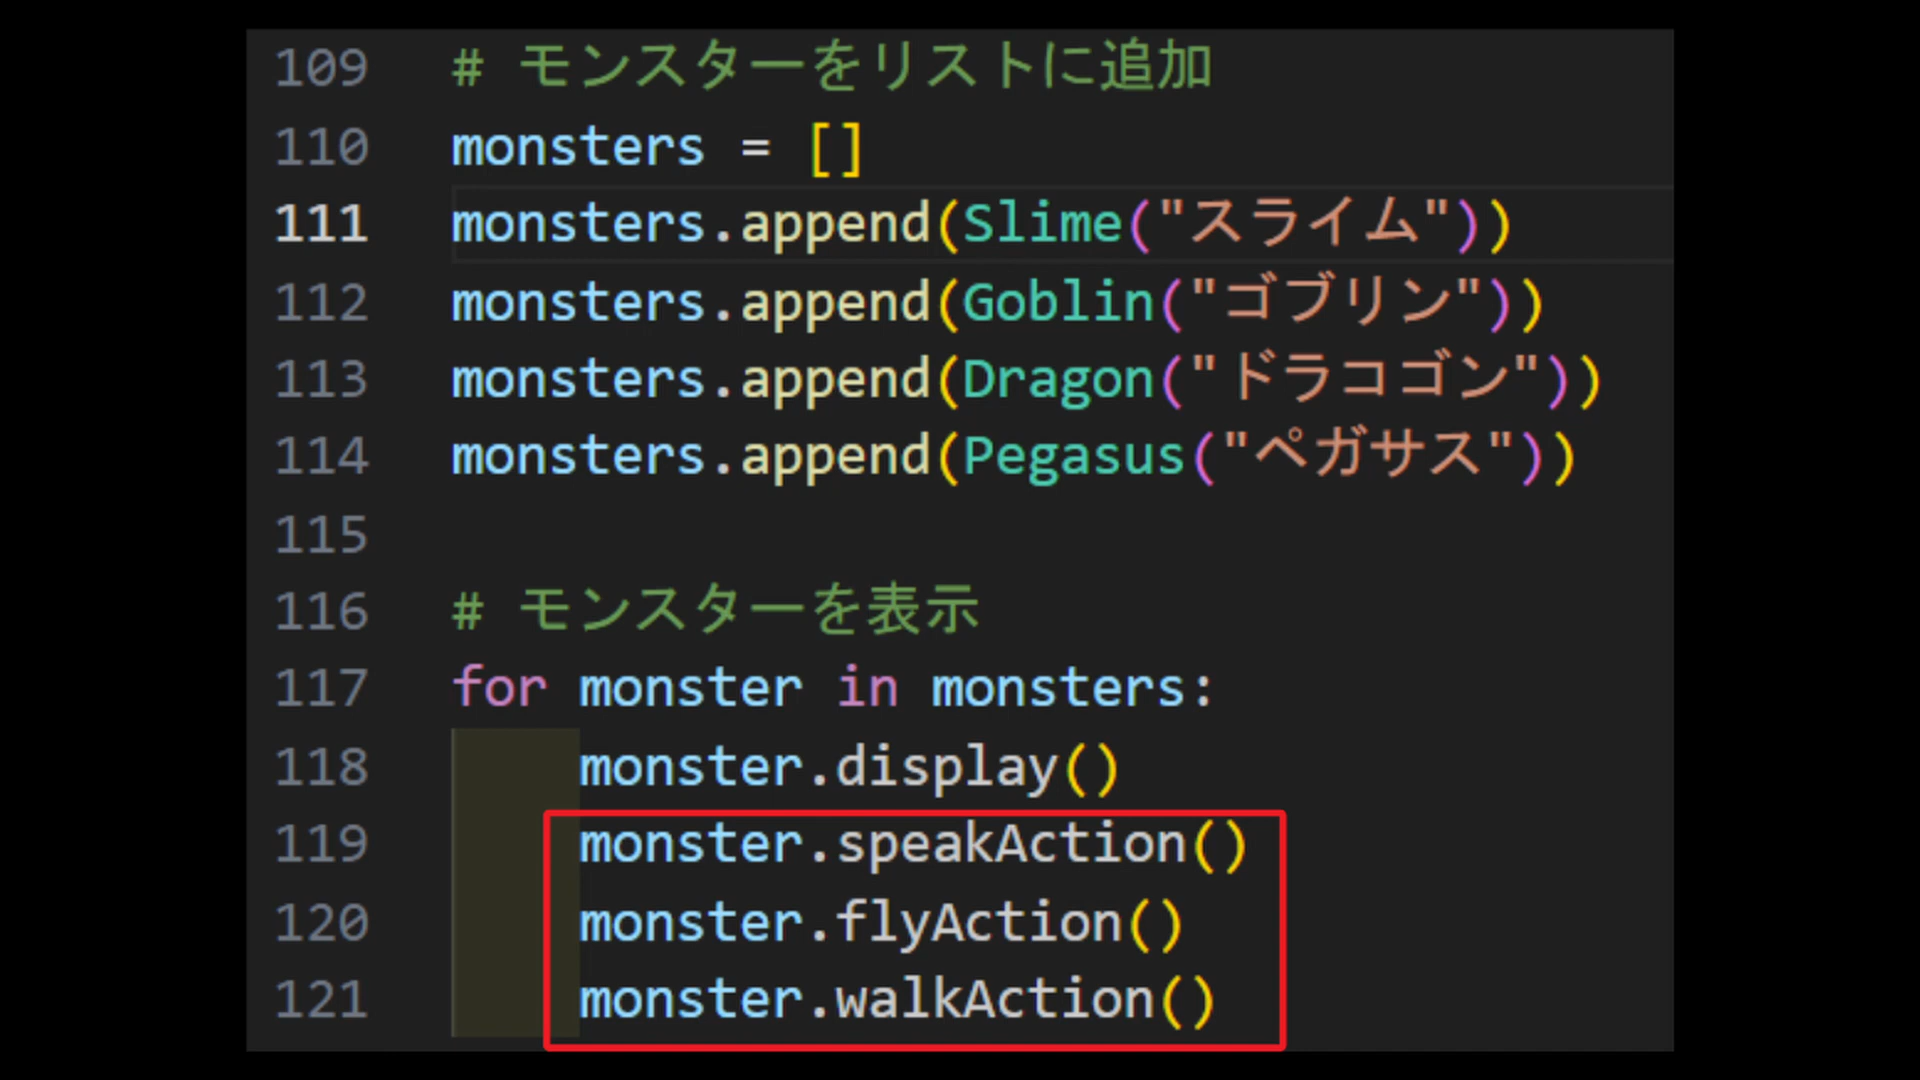 109 # モンスターをリストに追加
110 monsters = []
111 monsters.append(Slime("スライム"))
112 monsters.append(Goblin("ゴブリン"))
113 monsters.append(Dragon("ドラコゴン"))
114 monsters.append(Pegasus("ペガサス"))
115
116 # モンスターを表示
117 for monster in monsters:
118 monster.display()
119 monster.speakAction()
120 monster.flyAction()
121 monster.walkAction()